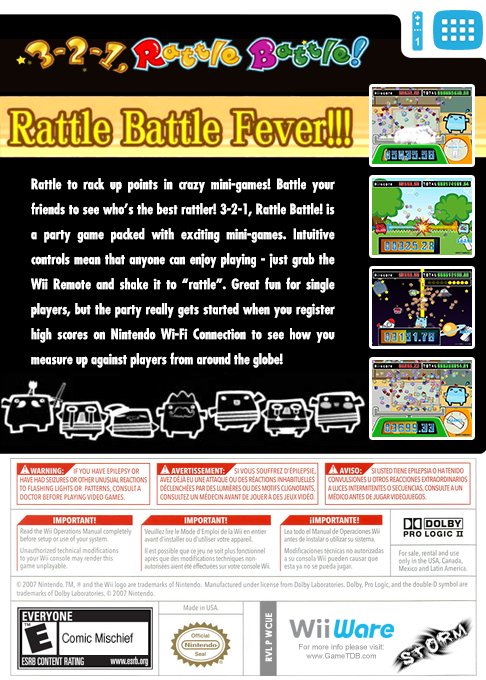 1
3-2-1, Rattle Battle!
Rattle Battle Fever!!!
Rattle to rack up points in crazy mini-games! Battle your
friends to see who's the best rattler! 3-2-1, Rattle Battle! is
a party game packed with exciting mini-games. Intuitive
controls mean that anyone can enjoy playing - just grab the
Wii Remote and shake it to "rattle". Great fun for single
players, but the party really gets started when you register
high scores on Nintendo Wi-Fi Connection to see how you
measure up against players from around the globe!
WARNING: IF YOU HAVE EPILEPSY OR
HAVE HAD SEIZURES OR OTHER UNUSUAL REACTIONS
TO FLASHING LIGHTS OR PATTERNS, CONSULT A
DOCTOR BEFORE PLAYING VIDEO GAMES.
AVERTISSEMENT: SI VOUS SOUFFREZ D'ÉPILEPSIE,
AVEZ DÉJÀ EU UNE ATTAQUE OU DES RÉACTIONS INHABITUELLES
DÉCLENCHÉES PAR DES LUMIÈRES OU DES MOTIFS CLIGNOTANTS,
CONSULTEZ UN MÉDECIN AVANT DE JOUER À DES JEUX VIDÉO.
AVISO: SI USTED TIENE EPILEPSIA O HA TENIDO
CONVULSIONES U OTROS REACCIONES EXTRAORDINARIOS
A LUCES INTERMITENTES O SECUENCIAS, CONSULTE A UN
MÉDICO ANTES DE JUGAR VIDEOJUEGOS.
IMPORTANT!
Read the Wii Operations Manual completely
before setup or use of your system.
Unauthorized technical modifications
to your Wii console may render this
game unplayable.
IMPORTANT!
Veuillez lire le Mode d'Emploi de la Wii en entier
avant d'installer ou d'utiliser votre appareil.
Il est possible que ce jeu ne soit plus fonctionnel
après que des modifications techniques non-
autorisées aient été effectuées sur votre console Wii.
¡IMPORTANT!
Lea todo el Manual de Operaciones Wii
antes de instalar o utilizar su sistema.
Modificaciones técnicas no autorizadas
a su consola Wii pueden causar que
esta ya no se pueda jugar.
DOLBY
PRO LOGIC II
For sale, rental and use
only in the USA, Canada,
Mexico and Latin America.
© 2007 Nintendo. TM, ® and the Wii logo are trademarks of Nintendo. Manufactured under license from Dolby Laboratories. Dolby, Pro Logic, and the double-D symbol are
trademarks of Dolby Laboratories. © 2007 Nintendo.
EVERYONE
E
Comic Mischief
ESRB CONTENT RATING www.esrb.org
Made in USA.
Official
Nintendo
Seal
RVL P WCUE
WiiWare
For more info please visit:
www.GameTDB.com
STORM